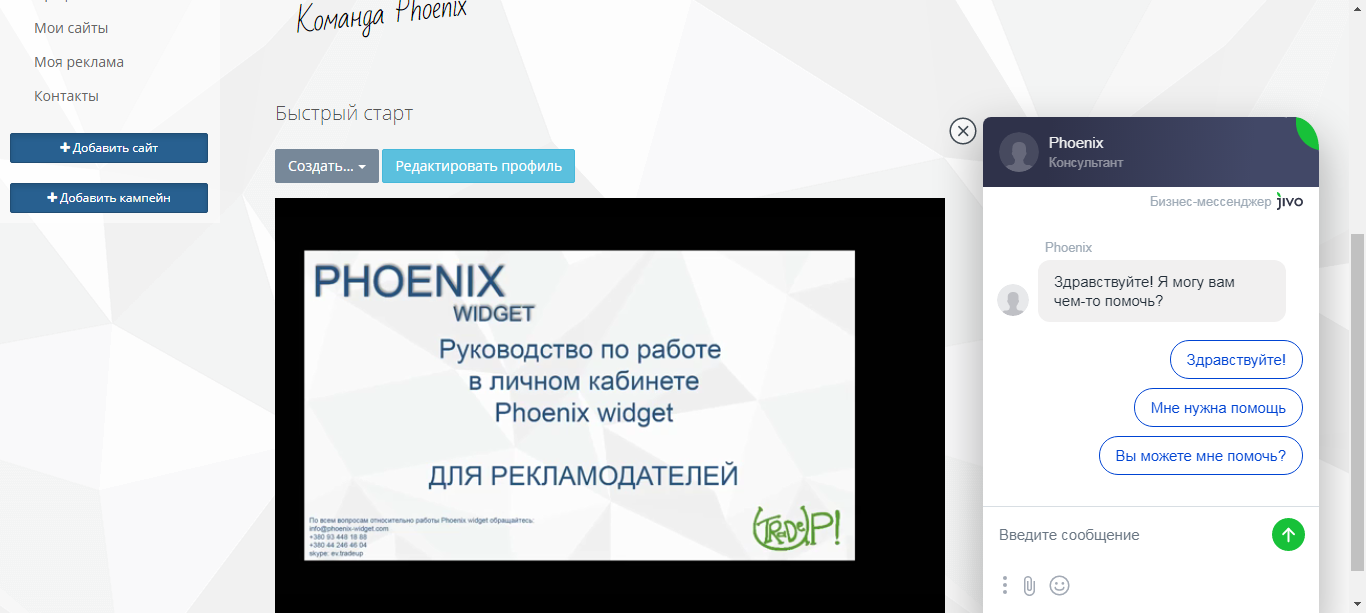 Команда Phoenix
Мои сайты
Моя реклама
Контакты
Добавить сайт
Добавить кампейн
Быстрый старт
Создать...
Редактировать профиль
PHOENIX
WIDGET
Руководство по работе
в личном кабинете
Phoenix widget
ДЛЯ РЕКЛАМОДАТЕЛЕЙ
По всем вопросам относительно работы Phoenix widget обращайтесь:
info@phoenix-widget.com
+380 93 448 18 88
+380 44 246 46 04
skype: ev.tradeup
TRADEUP!
Phoenix
Консультант
Бизнес-мессенджер jivo
Phoenix
Здравствуйте! Я могу вам
чем-то помочь?
Здравствуйте!
Мне нужна помощь
Вы можете мне помочь?
Введите сообщение